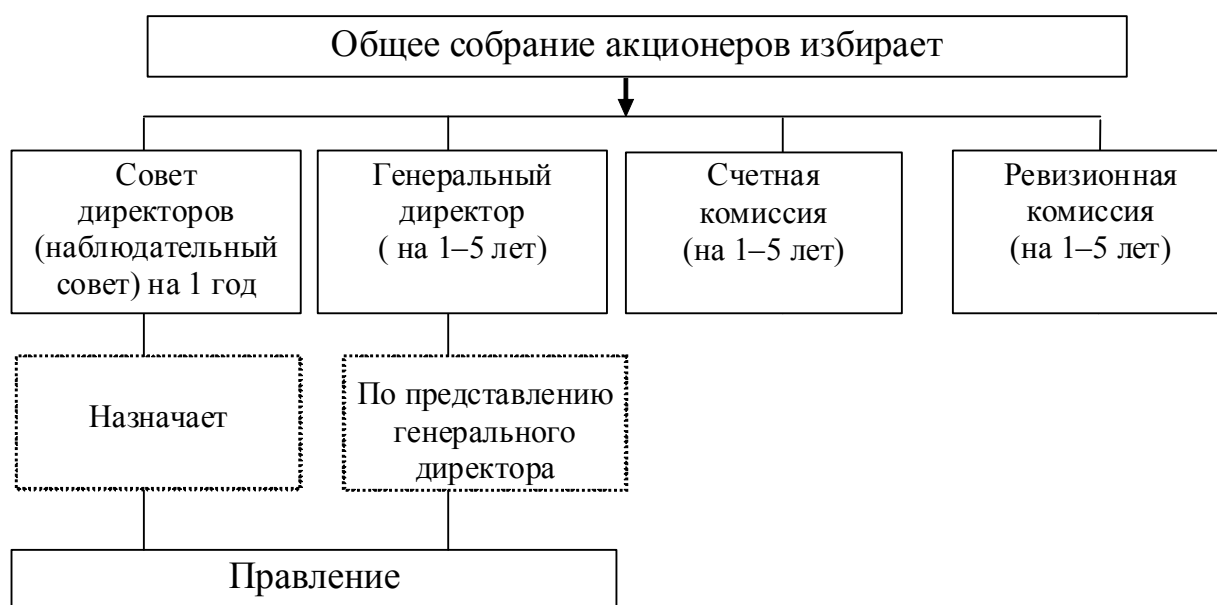 Общее собрание акционеров избирает
Совет
директоров
(наблюдательный
совет) на 1 год
Генеральный
директор
( на 1–5 лет)
Счетная
комиссия
(на 1–5 лет)
Ревизионная
комиссия
(на 1–5 лет)
Назначает
По представлению
генерального
директора
Правление